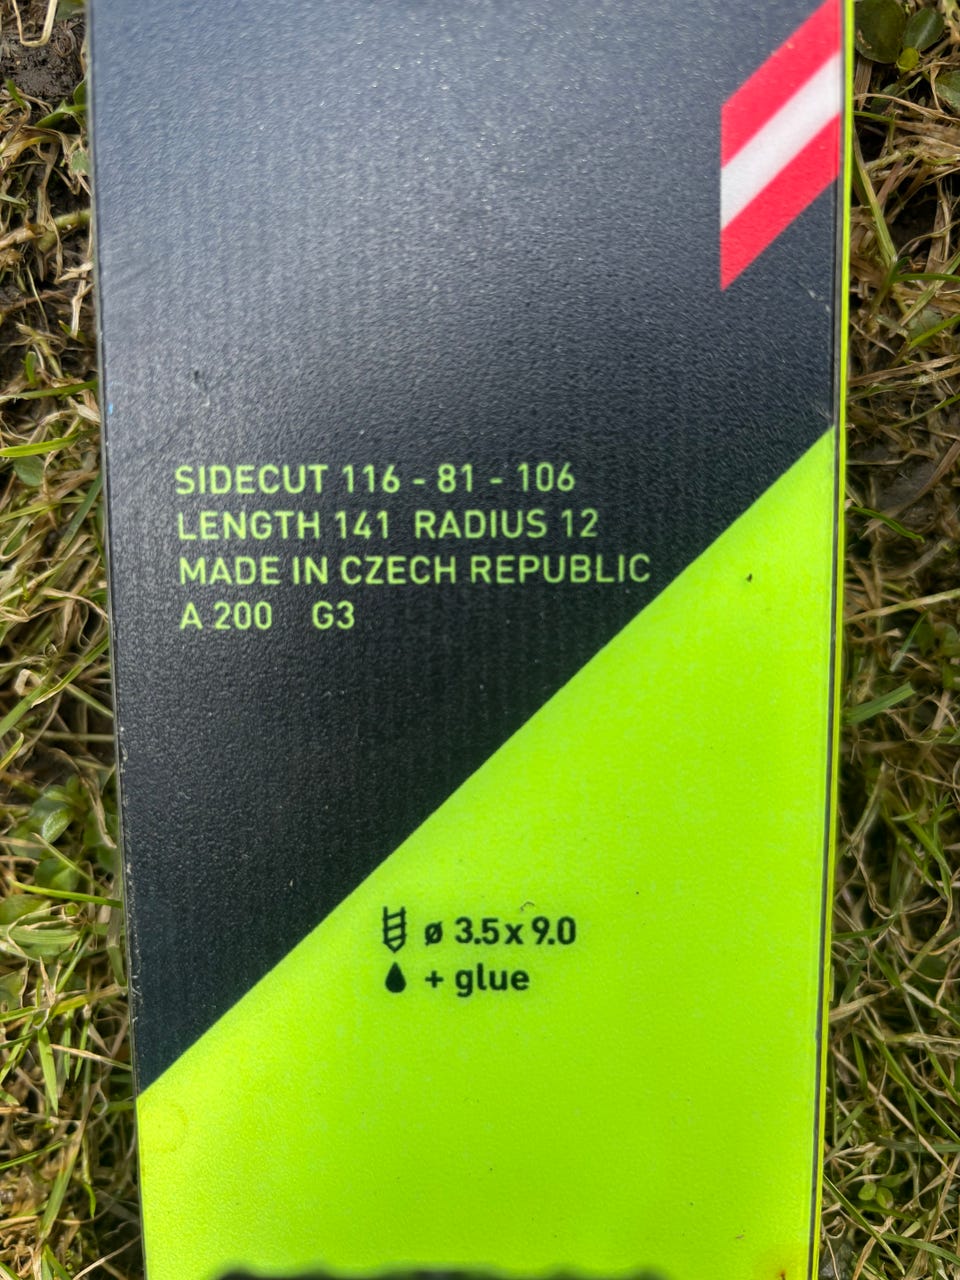 SIDECUT 116 - 81 - 106
LENGTH 141 RADIUS 12
MADE IN CZECH REPUBLIC
A 200 G3
ø 3.5 x 9.0
+ glue